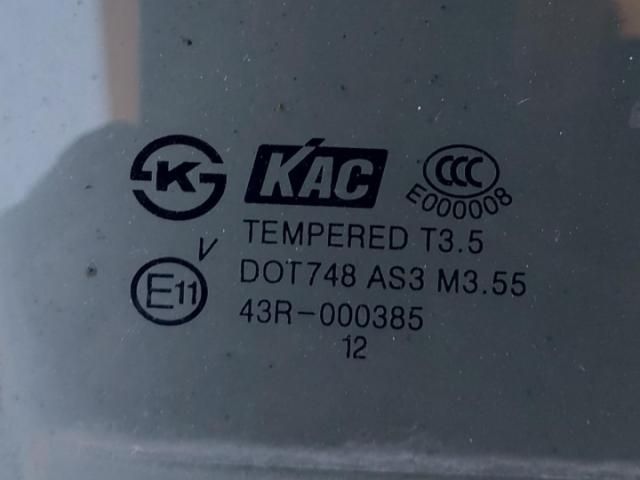 K KAC CCC
E000008
TEMPERED T3.5
V
DOT748 AS3 M3.55
E11
43R-000385
12